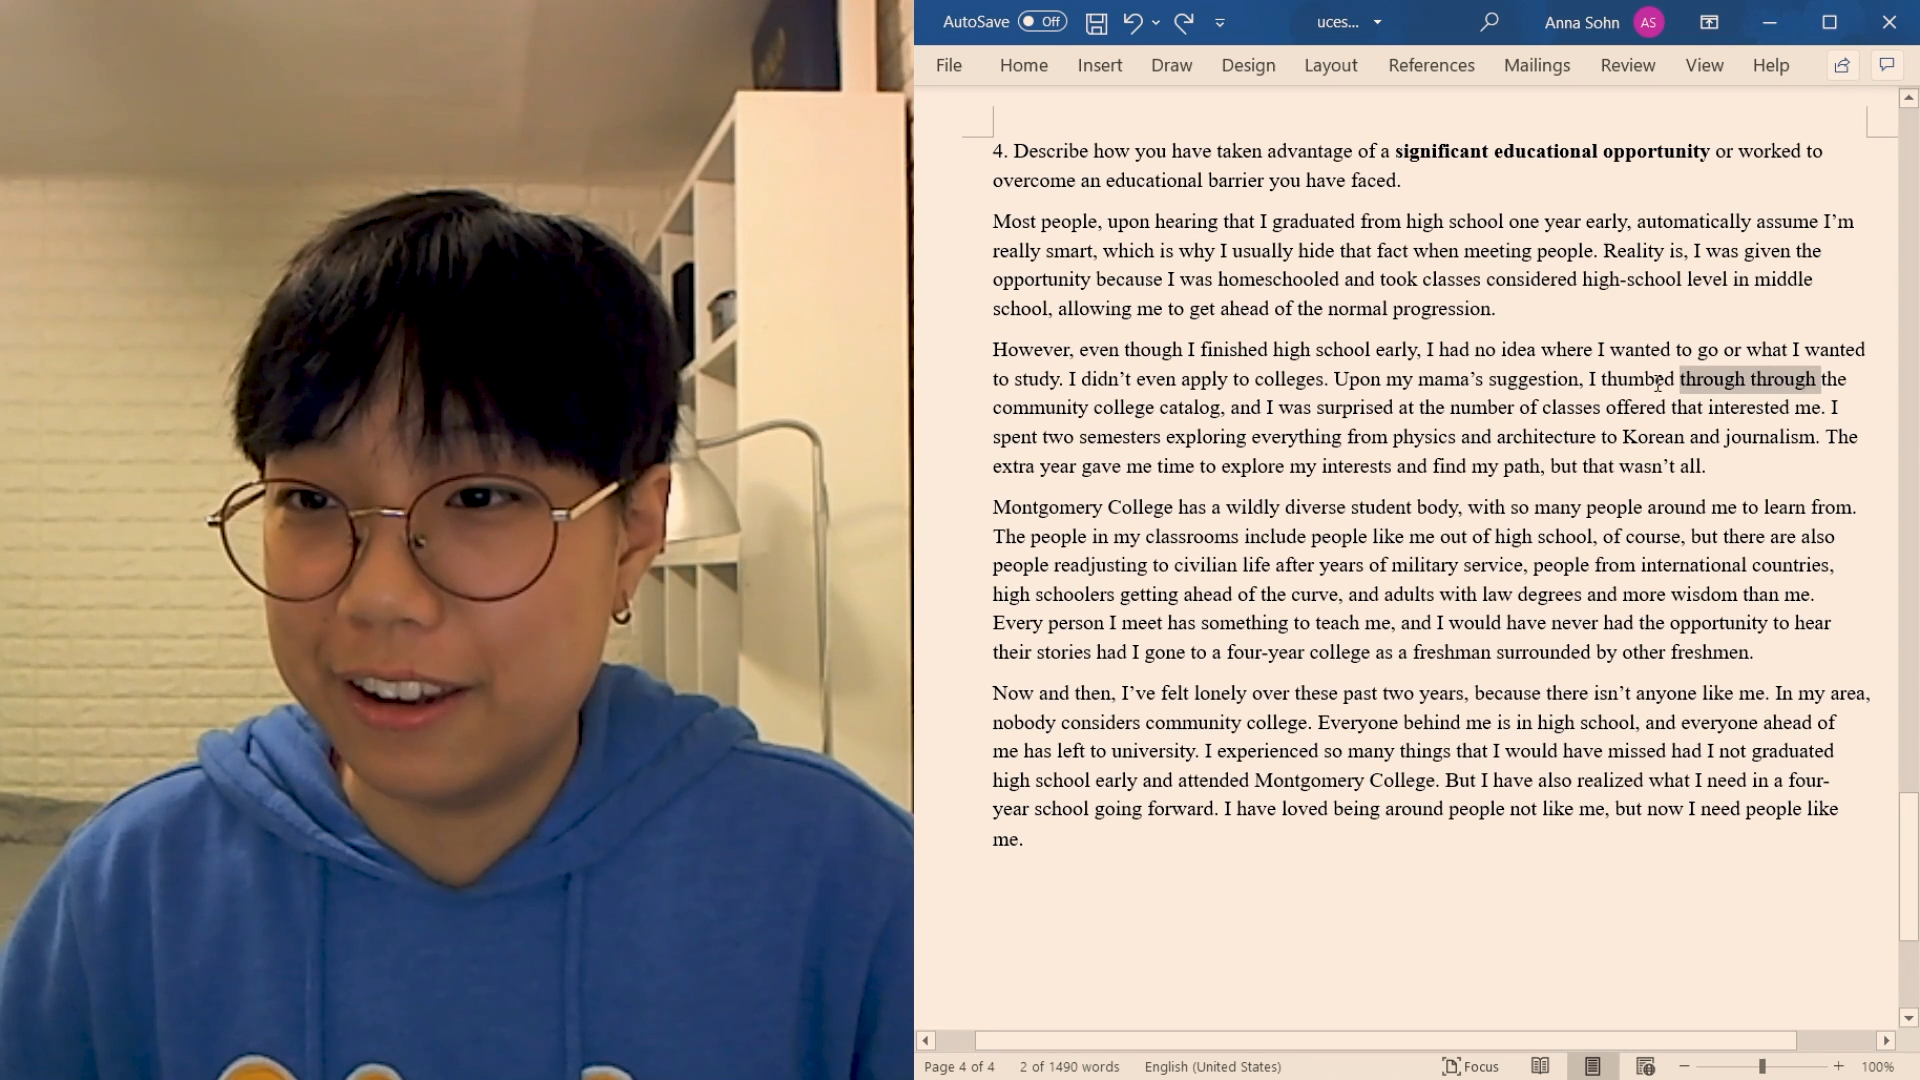 AutoSave Off uces... Anna Sohn AS
File Home Insert Draw Design Layout References Mailings Review View Help
4. Describe how you have taken advantage of a significant educational opportunity or worked to
overcome an educational barrier you have faced.
Most people, upon hearing that I graduated from high school one year early, automatically assume I’m
really smart, which is why I usually hide that fact when meeting people. Reality is, I was given the
opportunity because I was homeschooled and took classes considered high-school level in middle
school, allowing me to get ahead of the normal progression.
However, even though I finished high school early, I had no idea where I wanted to go or what I wanted
to study. I didn’t even apply to colleges. Upon my mama’s suggestion, I thumbed through through the
community college catalog, and I was surprised at the number of classes offered that interested me. I
spent two semesters exploring everything from physics and architecture to Korean and journalism. The
extra year gave me time to explore my interests and find my path, but that wasn’t all.
Montgomery College has a wildly diverse student body, with so many people around me to learn from.
The people in my classrooms include people like me out of high school, of course, but there are also
people readjusting to civilian life after years of military service, people from international countries,
high schoolers getting ahead of the curve, and adults with law degrees and more wisdom than me.
Every person I meet has something to teach me, and I would have never had the opportunity to hear
their stories had I gone to a four-year college as a freshman surrounded by other freshmen.
Now and then, I’ve felt lonely over these past two years, because there isn’t anyone like me. In my area,
nobody considers community college. Everyone behind me is in high school, and everyone ahead of
me has left to university. I experienced so many things that I would have missed had I not graduated
high school early and attended Montgomery College. But I have also realized what I need in a four-
year school going forward. I have loved being around people not like me, but now I need people like
me.
Page 4 of 4 2 of 1490 words English (United States) Focus 100%